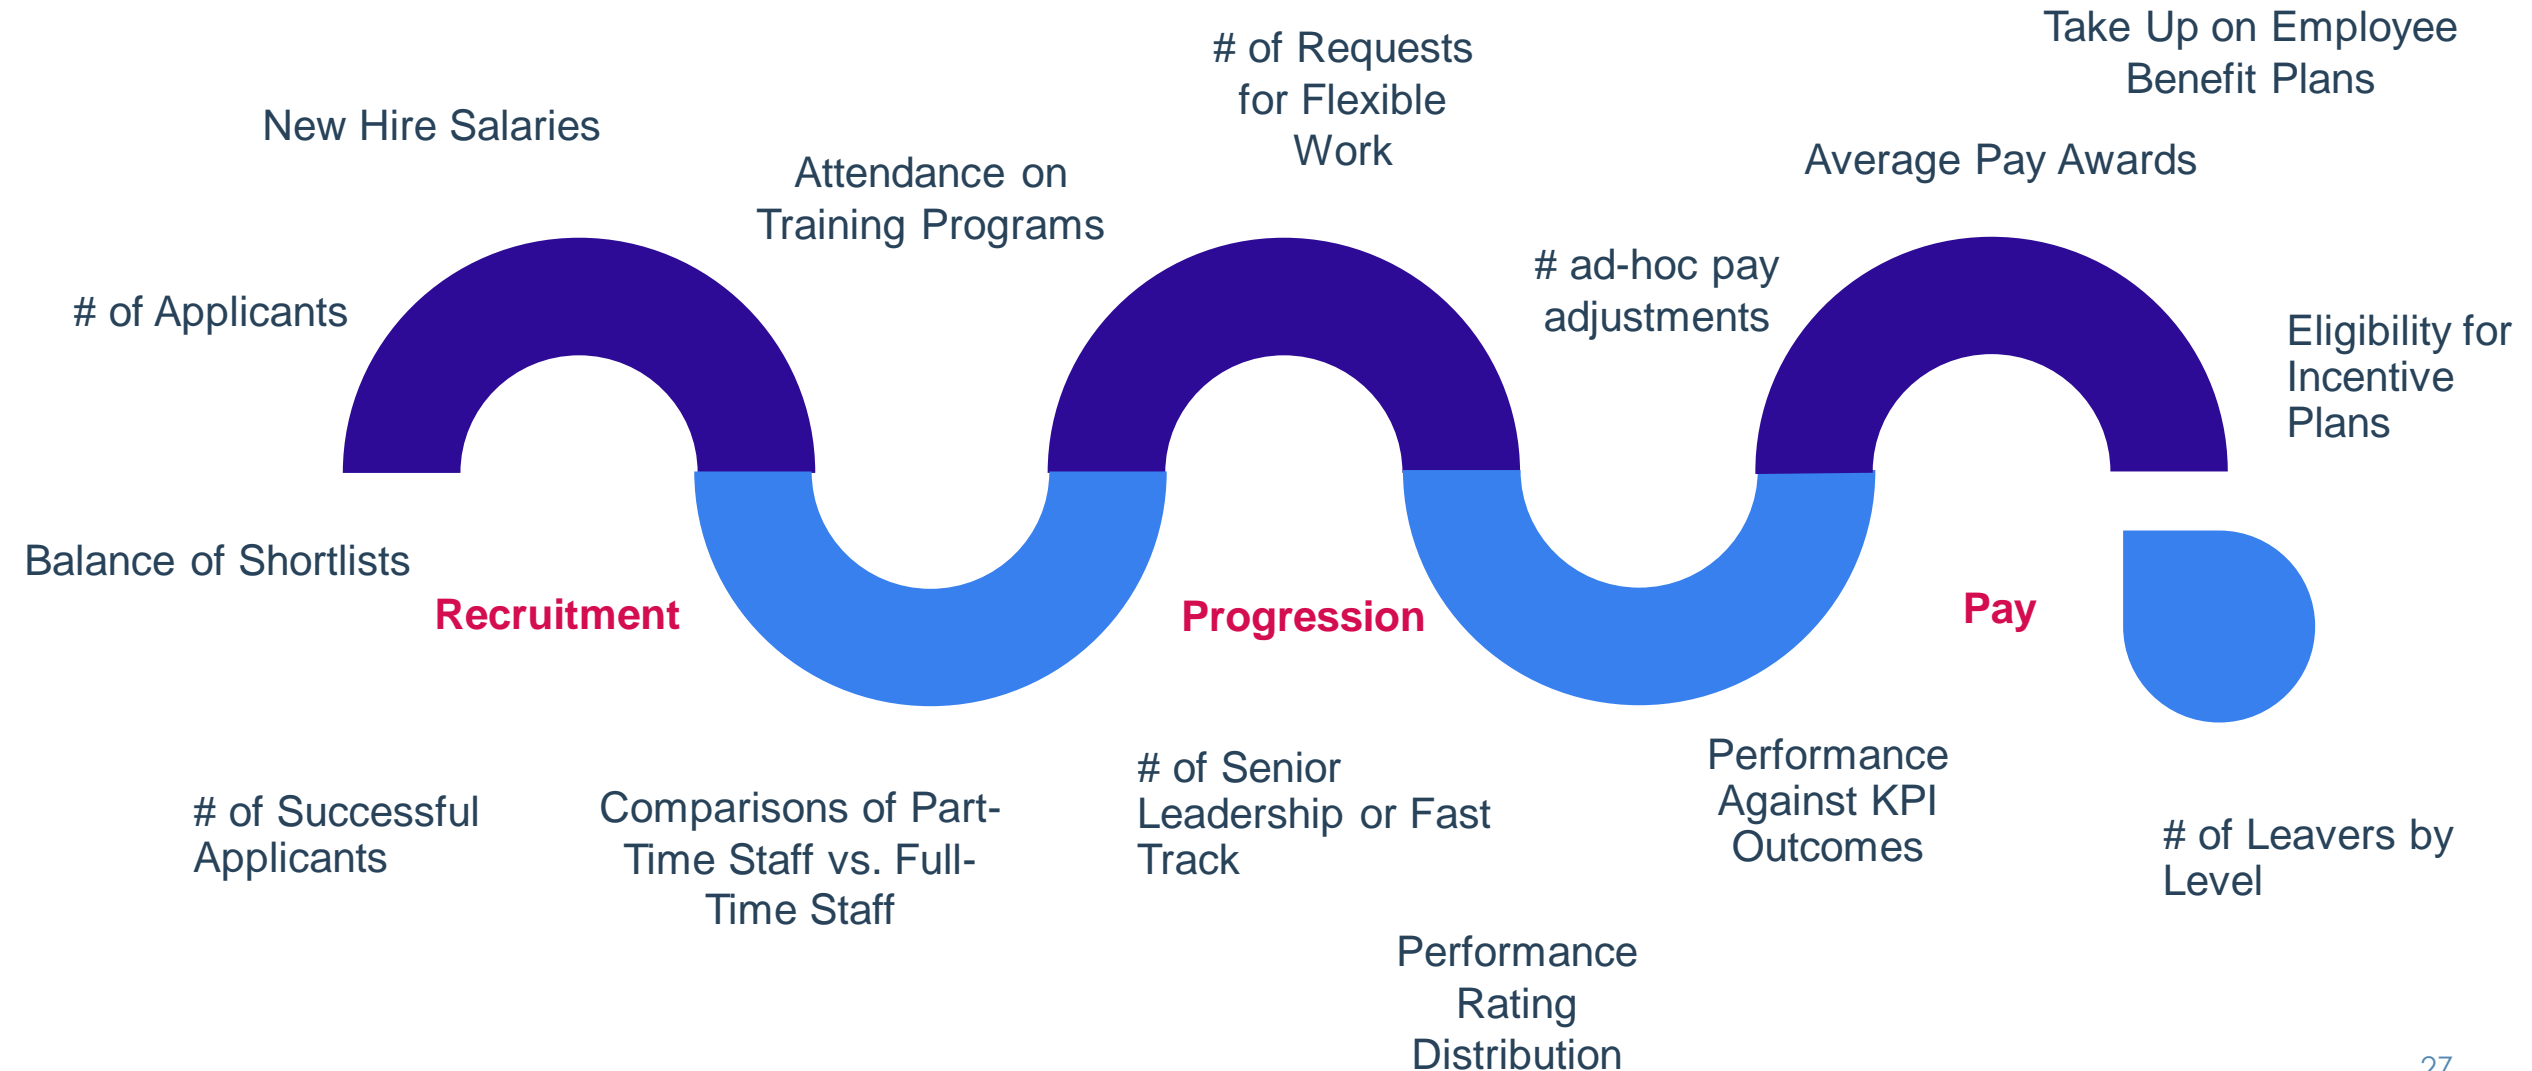 Take Up on Employee
Benefit Plans
# of Requests
for Flexible
Work
New Hire Salaries
Attendance on
Training Programs
Average Pay Awards
# ad-hoc pay
adjustments
# of Applicants
Eligibility for
Incentive
Plans
Balance of Shortlists
Recruitment
Progression
Pay
# of Successful
Applicants
Comparisons of Part-
Time Staff vs. Full-
Time Staff
# of Senior
Leadership or Fast
Track
Performance
Against KPI
Outcomes
# of Leavers by
Level
Performance
Rating
Distribution
27